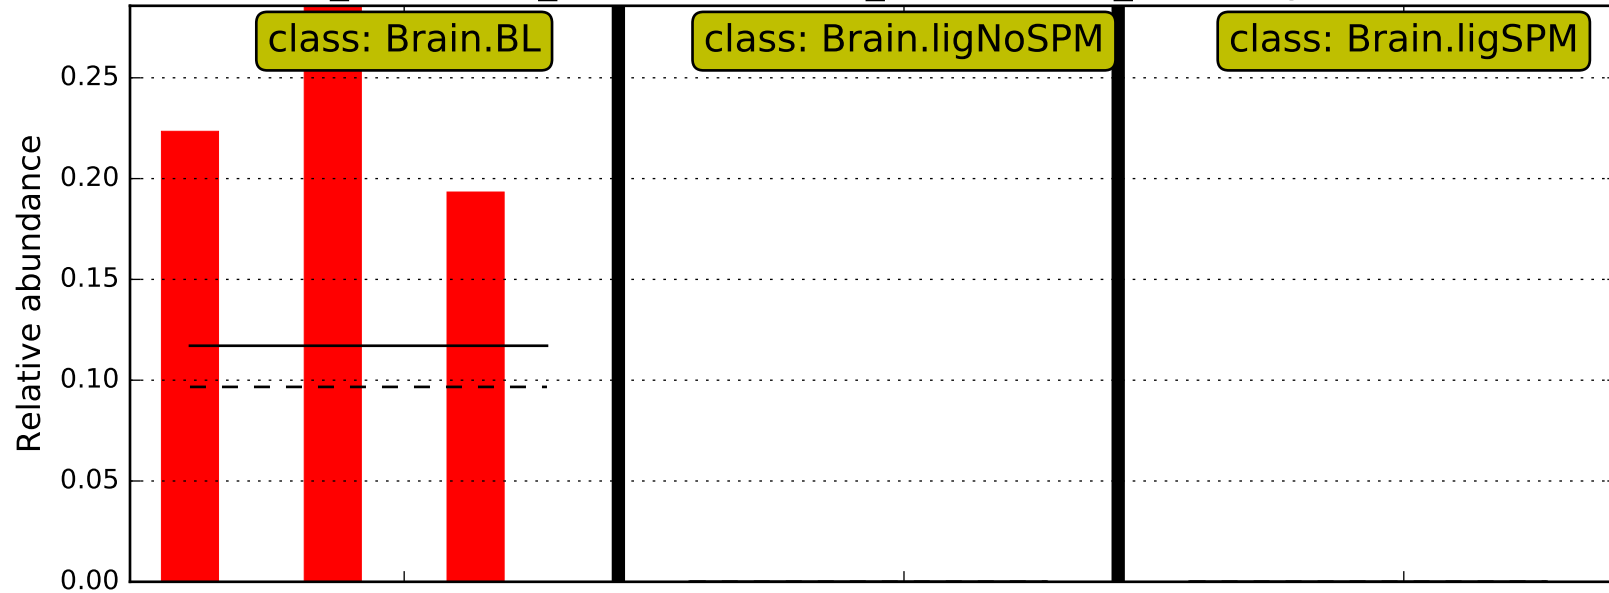 class: Brain.BL
class: Brain.ligNoSPM
class: Brain.ligSPM
Relative abundance
0.25
0.20
0.15
0.10
0.05
0.00